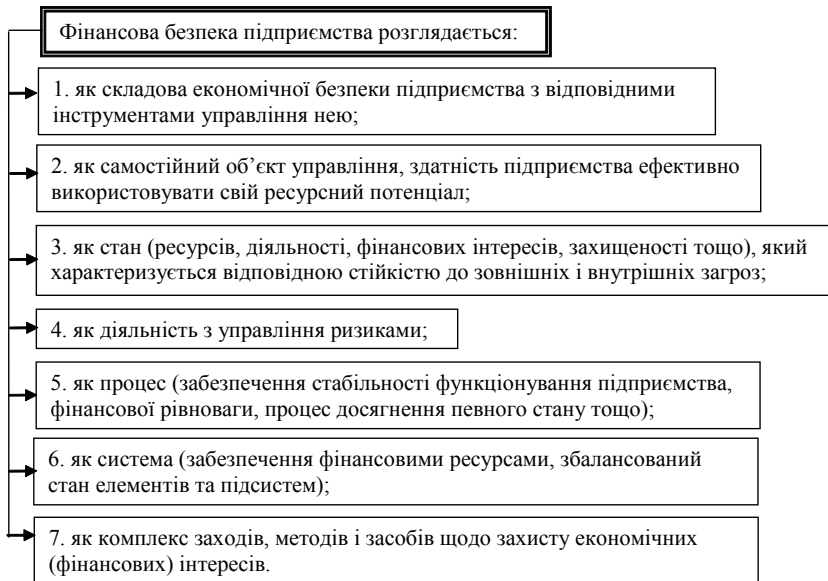 Фінансова безпека підприємства розглядається:
1. як складова економічної безпеки підприємства з відповідними
інструментами управління нею;
2. як самостійний об’єкт управління, здатність підприємства ефективно
використовувати свій ресурсний потенціал;
3. як стан (ресурсів, діяльності, фінансових інтересів, захищеності тощо), який
характеризується відповідною стійкістю до зовнішніх і внутрішніх загроз;
4. як діяльність з управління ризиками;
5. як процес (забезпечення стабільності функціонування підприємства,
фінансової рівноваги, процес досягнення певного стану тощо);
6. як система (забезпечення фінансовими ресурсами, збалансований
стан елементів та підсистем);
7. як комплекс заходів, методів і засобів щодо захисту економічних
(фінансових) інтересів.